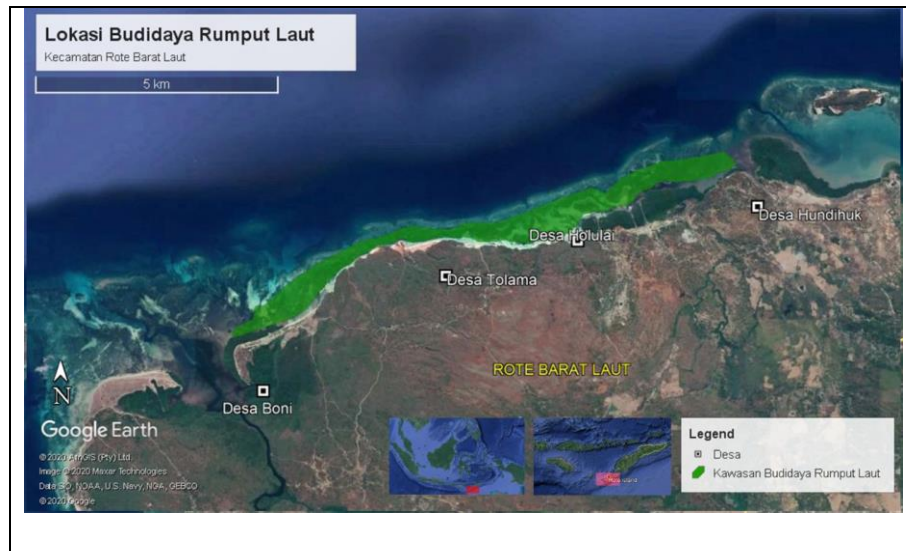 Lokasi Budidaya Rumput Laut
Kecamatan Rote Barat Laut
5 km
Desa Hundihuk
Desa Holulai
Desa Tolama
ROTE BARAT LAUT
Desa Boni
N
Google Earth
© 2020 AfriGIS (Pty) Ltd.
Image © 2020 Maxar Technologies
Data SIO, NOAA, U.S. Navy, NGA, GEBCO
© 2020 Google
Legend
Desa
Kawasan Budidaya Rumput Laut